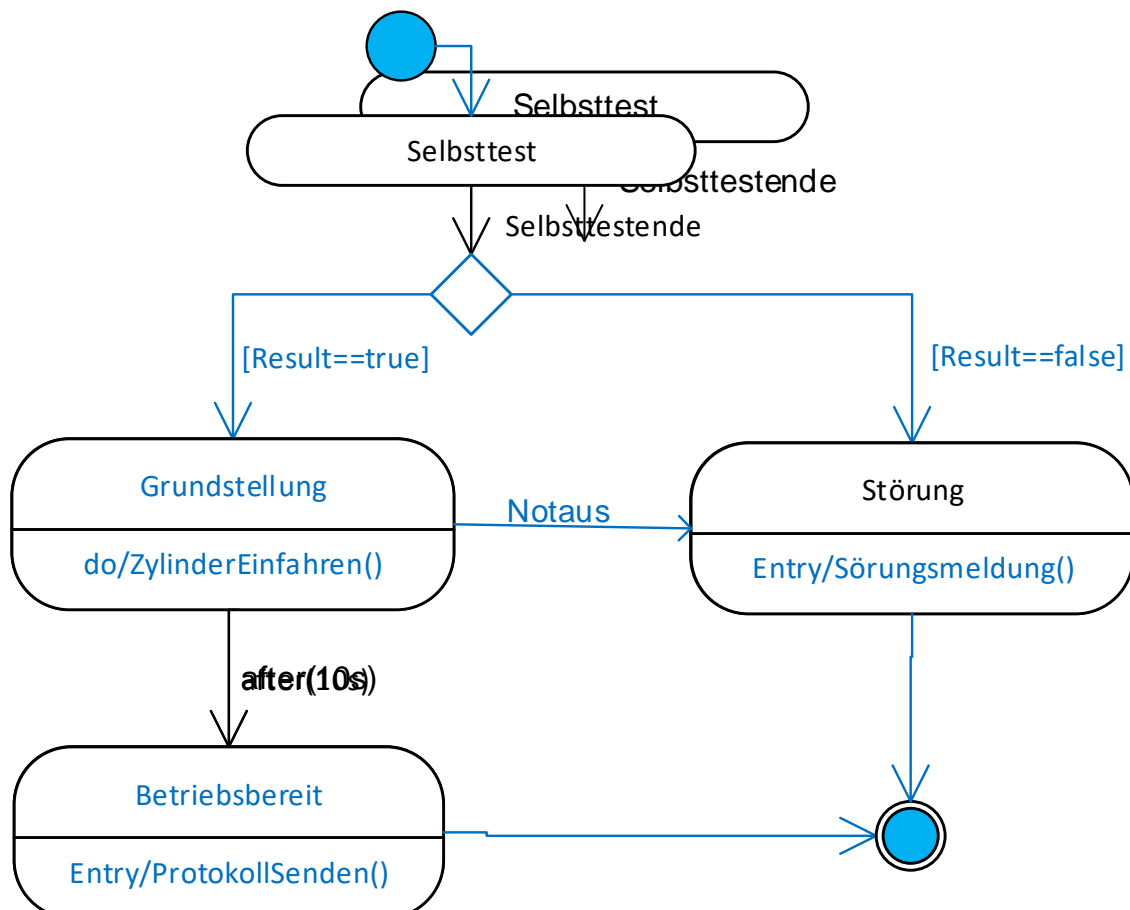 Selbsttest
Selbsttest
Selbsttestende
Selbsttestende
[Result==true]
[Result==false]
Grundstellung
do/ZylinderEinfahren()
Notaus
Störung
Entry/Sörungsmeldung()
after(10s)
Betriebsbereit
Entry/ProtokollSenden()